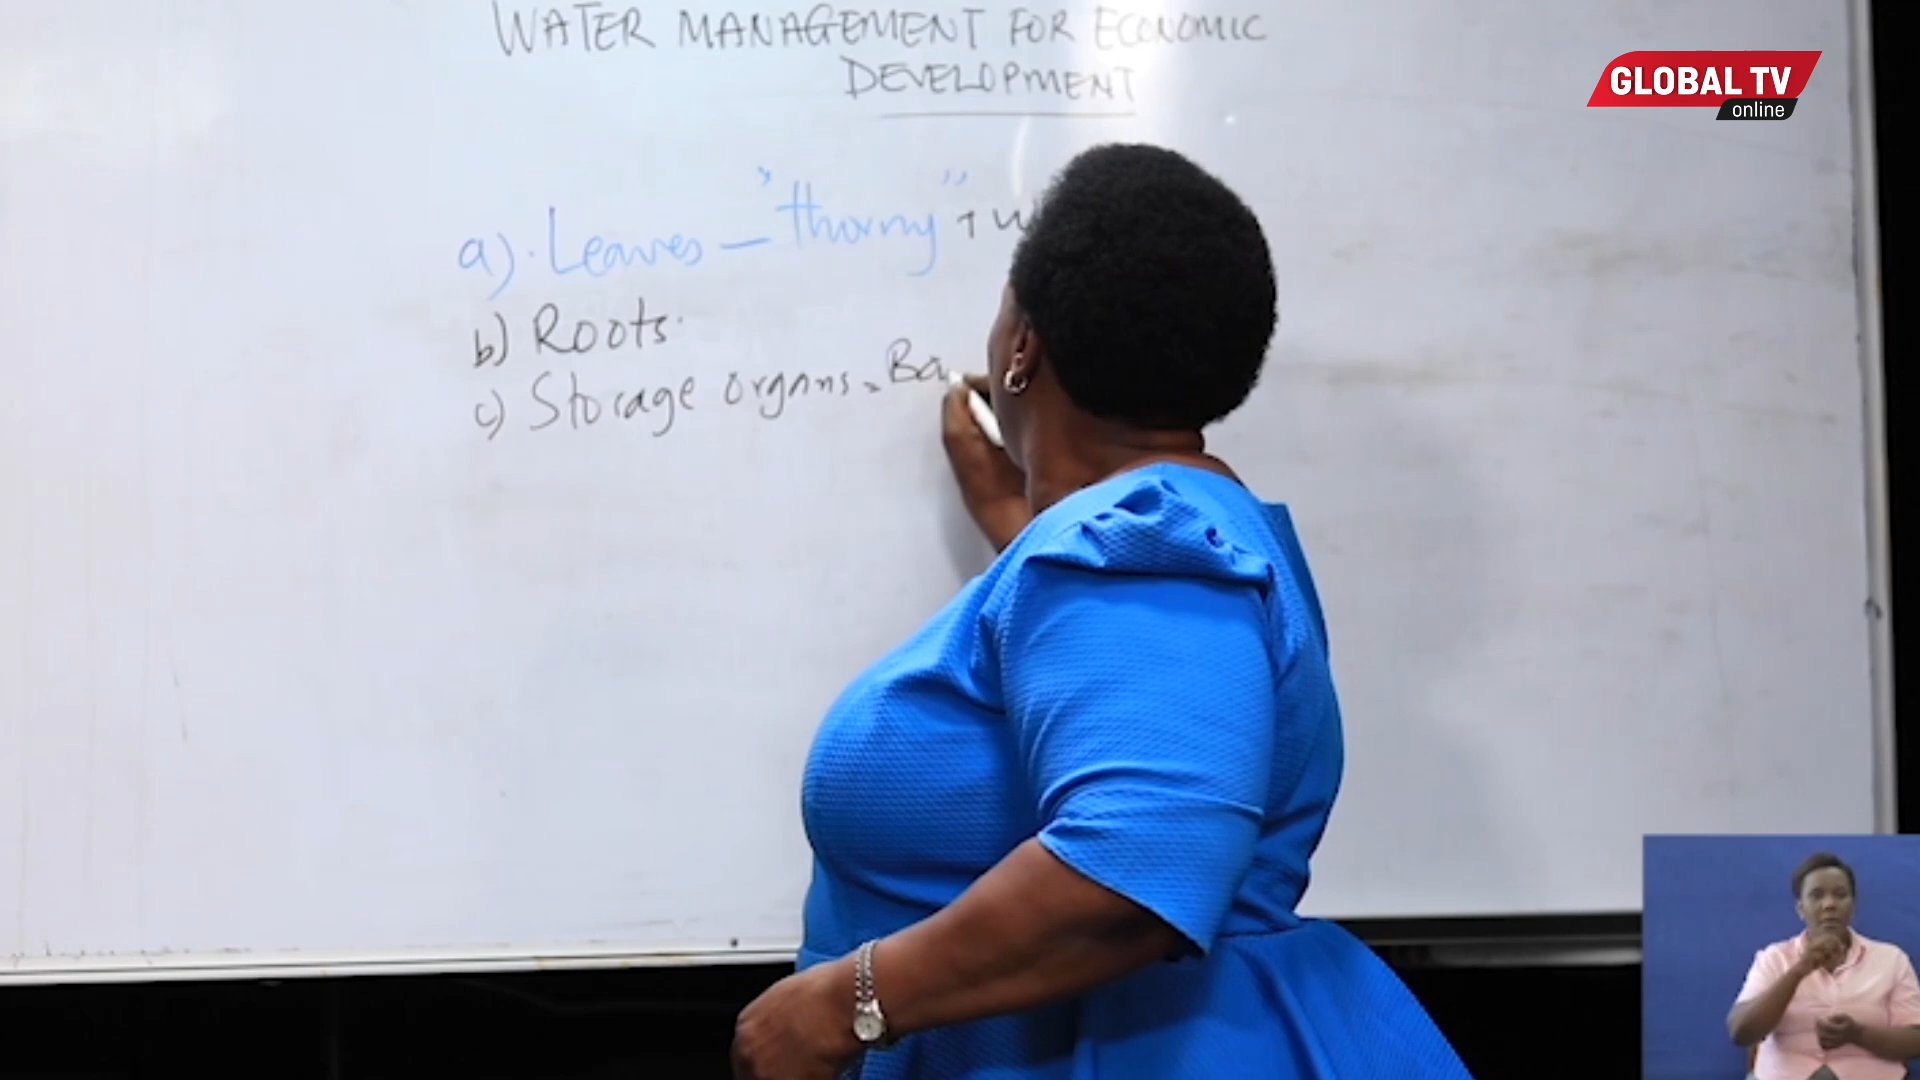 WATER MANAGEMENT FOR ECONOMIC
DEVELOPMENT
GLOBAL TV
online
a). Leaves – "thorny" +
b) Roots.
c) Storage organs.